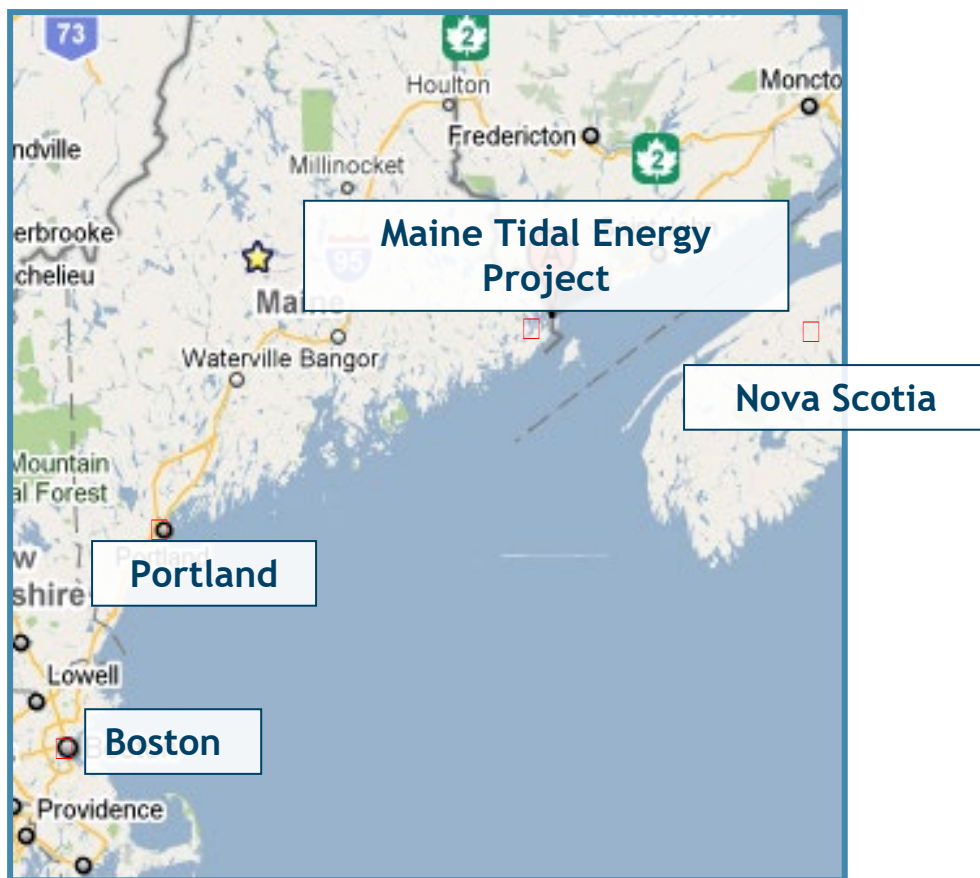 73
2
Houlton
Moncto
Fredericton
ndville
2
Millinocket
erbrooke
chelieu
Maine Tidal Energy
Project
95
Maine
Waterville Bangor
Nova Scotia
Mountain
al Forest
w
Portland
shire
Lowell
Boston
Providence